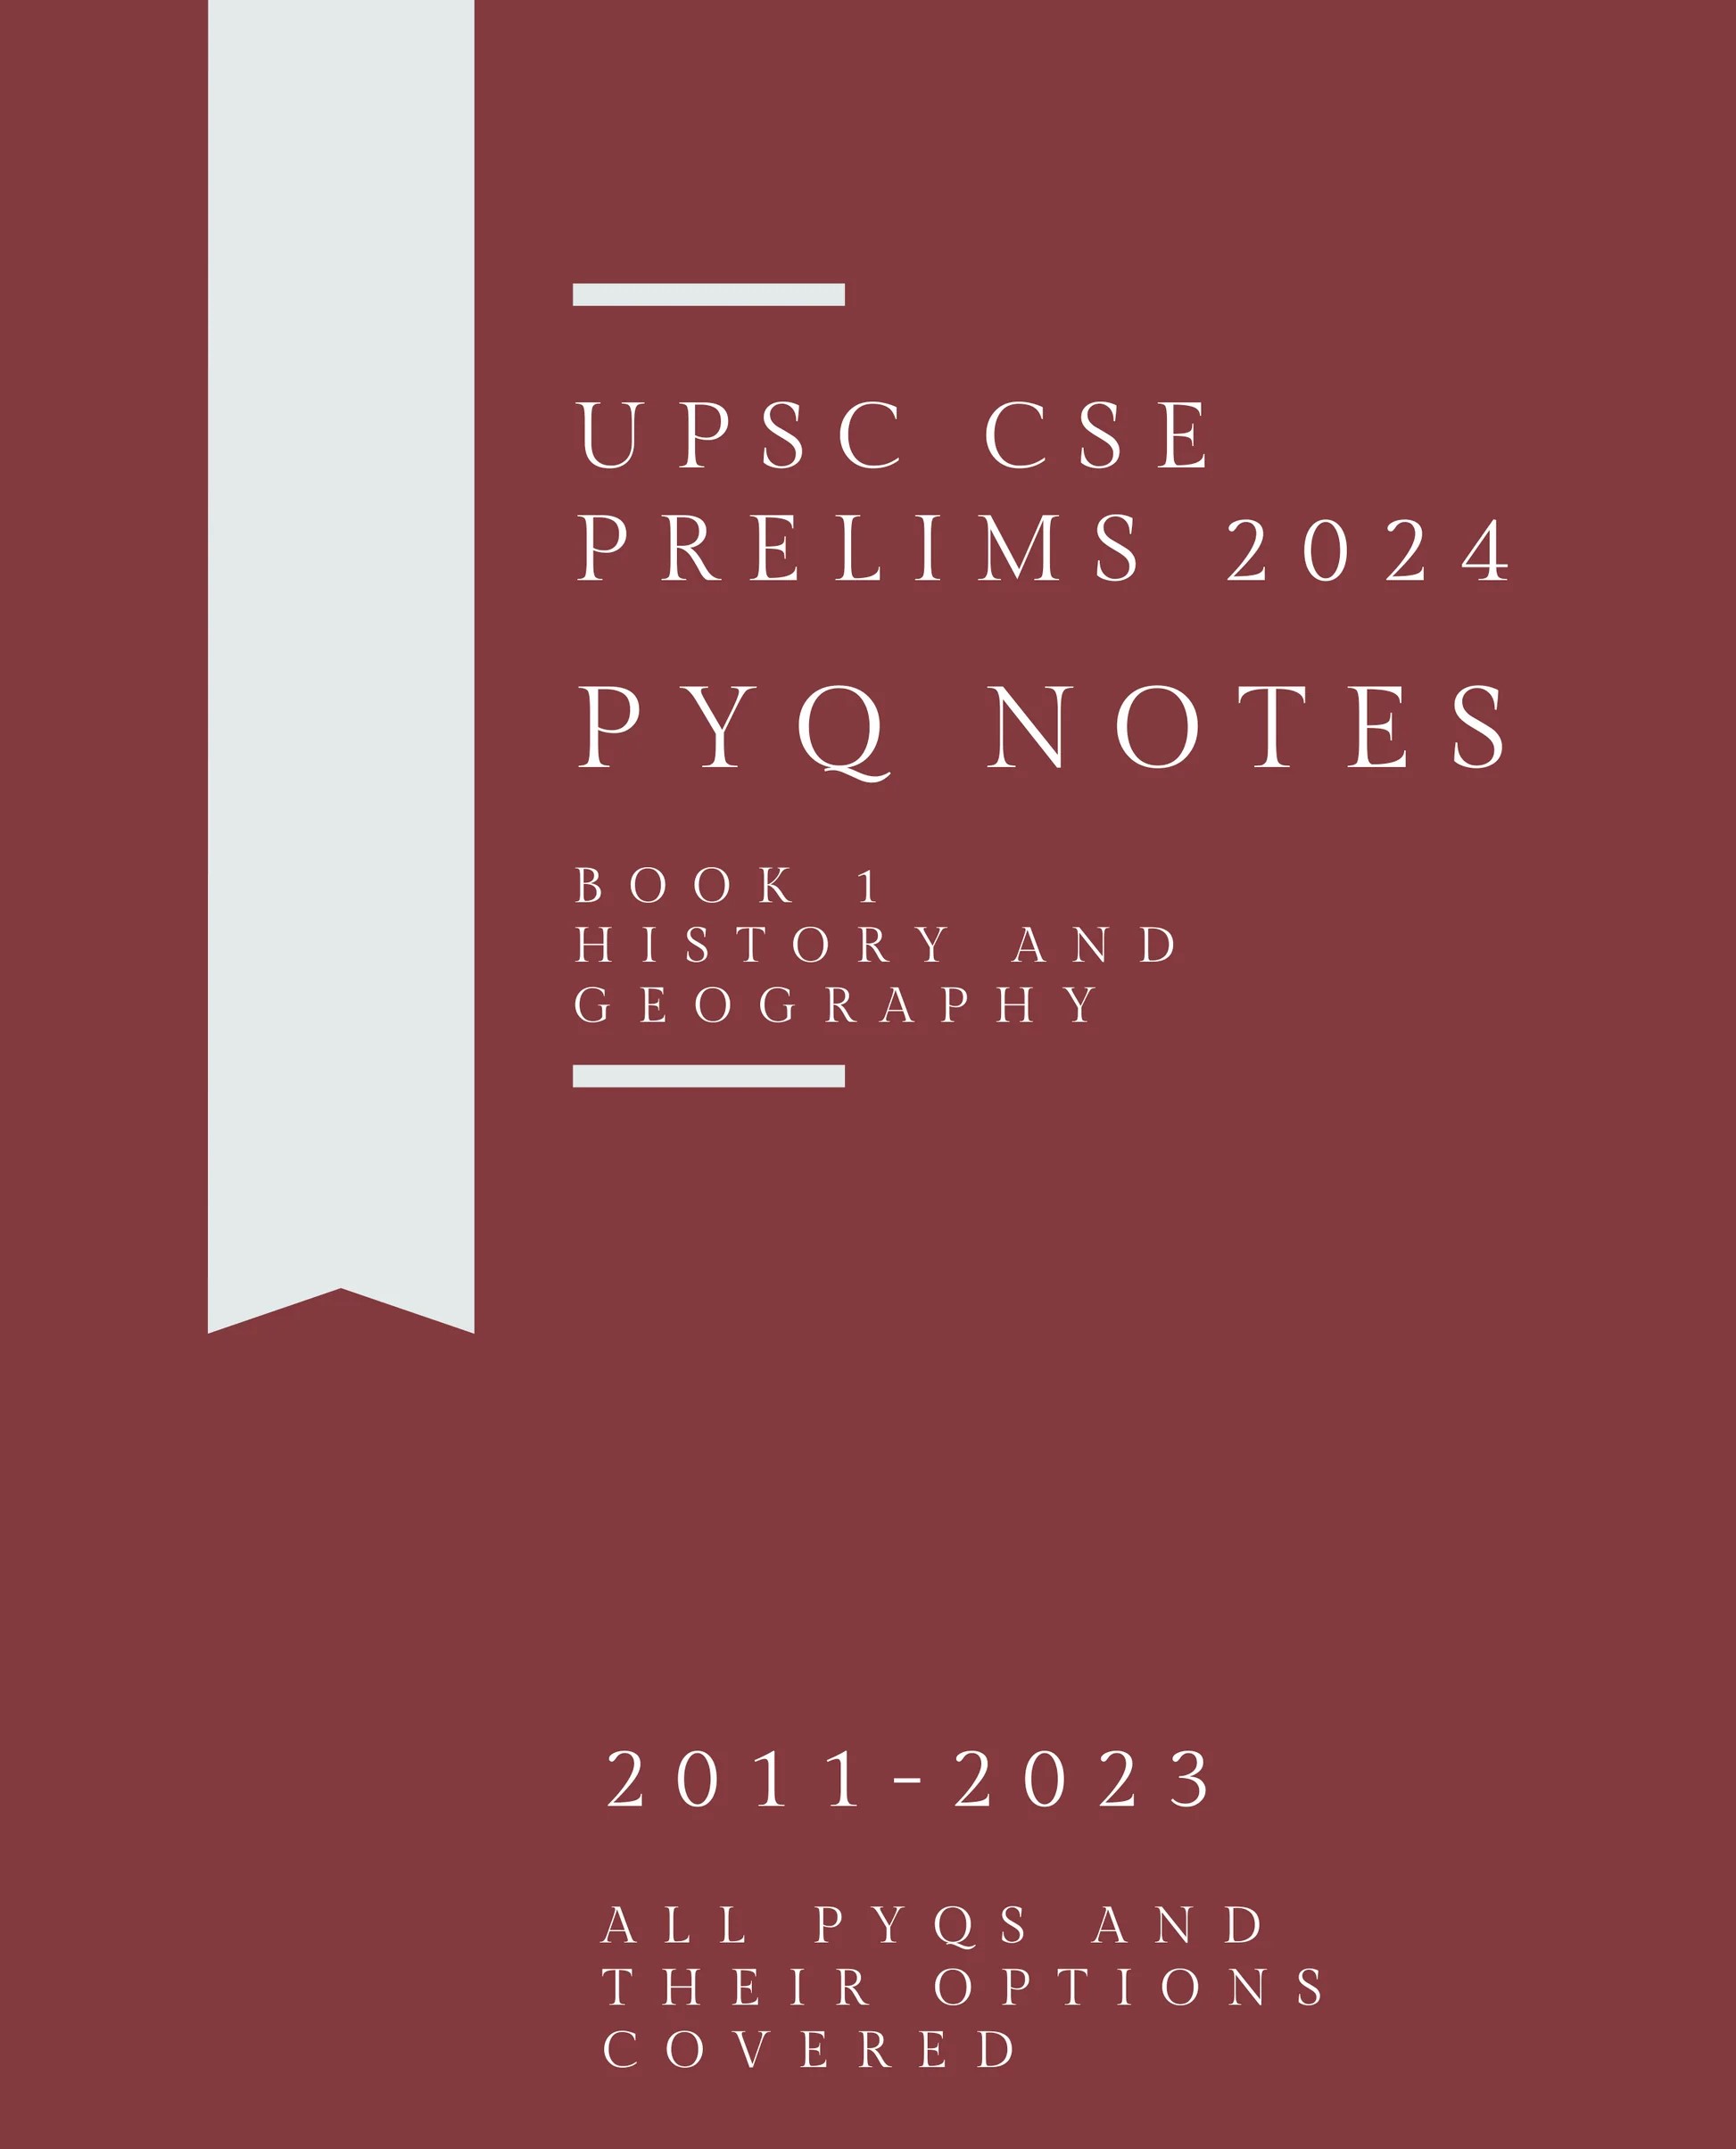 UPSC CSE
PRELIMS 2024
PYQ NOTES
BOOK 1
HISTORY AND
GEOGRAPHY
2011-2023
ALL PYQS AND
THEIR OPTIONS
COVERED